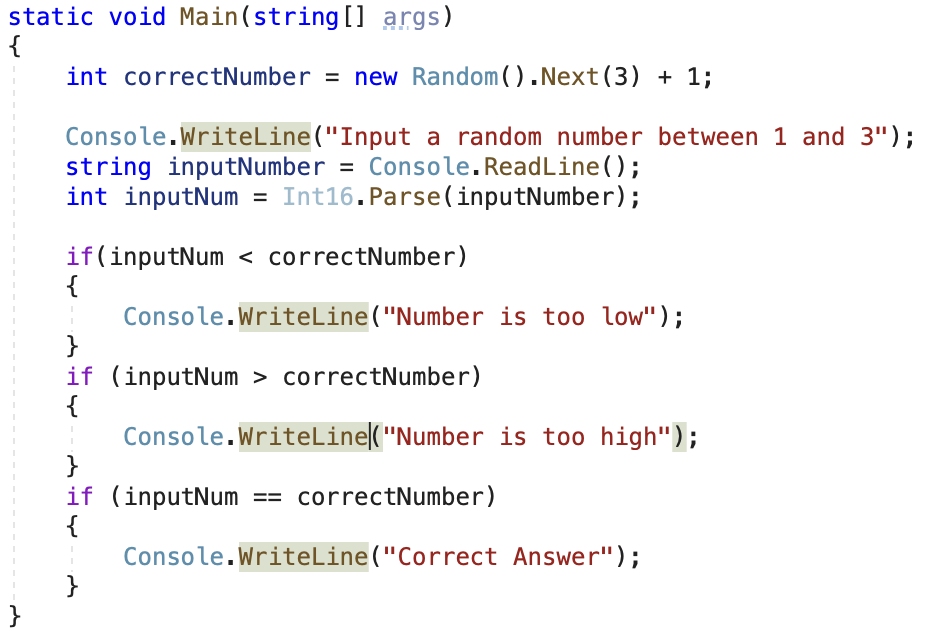 static void Main(string[] args)
{
    int correctNumber = new Random().Next(3) + 1;

    Console.WriteLine("Input a random number between 1 and 3");
    string inputNumber = Console.ReadLine();
    int inputNum = Int16.Parse(inputNumber);

    if(inputNum < correctNumber)
    {
        Console.WriteLine("Number is too low");
    }
    if (inputNum > correctNumber)
    {
        Console.WriteLine("Number is too high");
    }
    if (inputNum == correctNumber)
    {
        Console.WriteLine("Correct Answer");
    }
}